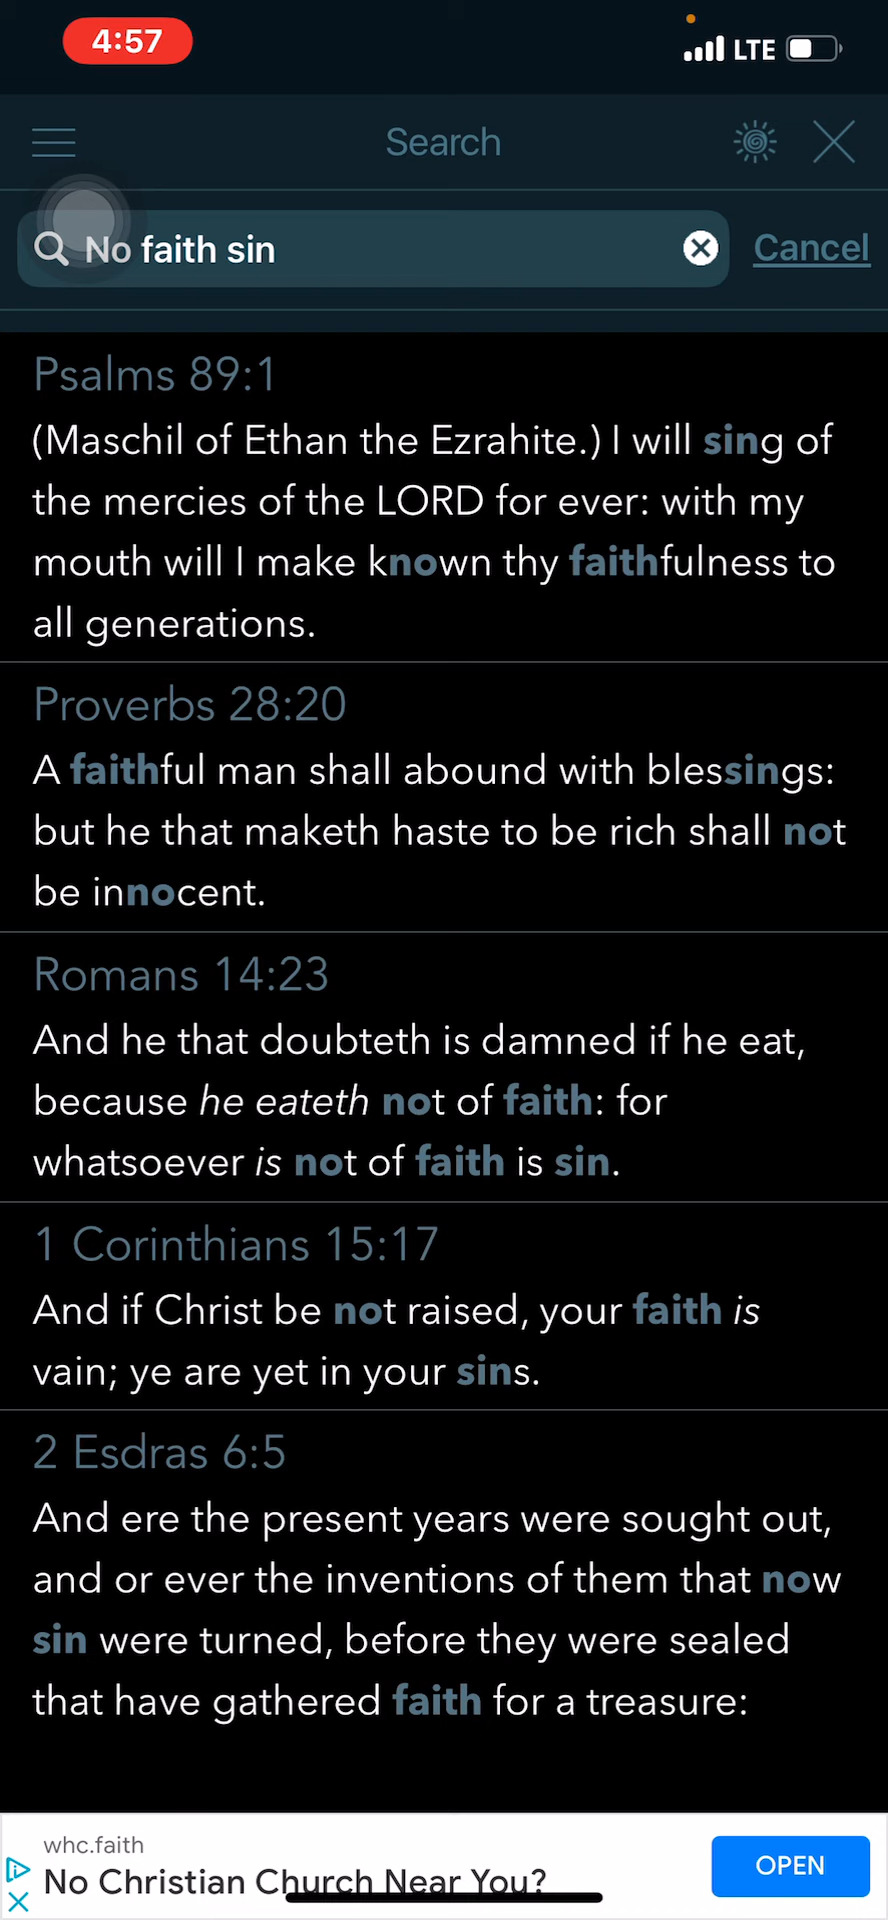 4:57
LTE
Search
No faith sin
Cancel
Psalms 89:1
(Maschil of Ethan the Ezrahite.) I will sing of
the mercies of the LORD for ever: with my
mouth will I make known thy faithfulness to
all generations.
Proverbs 28:20
A faithful man shall abound with blessings:
but he that maketh haste to be rich shall not
be innocent.
Romans 14:23
And he that doubteth is damned if he eat,
because he eateth not of faith: for
whatsoever is not of faith is sin.
1 Corinthians 15:17
And if Christ be not raised, your faith is
vain; ye are yet in your sins.
2 Esdras 6:5
And ere the present years were sought out,
and or ever the inventions of them that now
sin were turned, before they were sealed
that have gathered faith for a treasure:
whc.faith
No Christian Church Near You?
OPEN